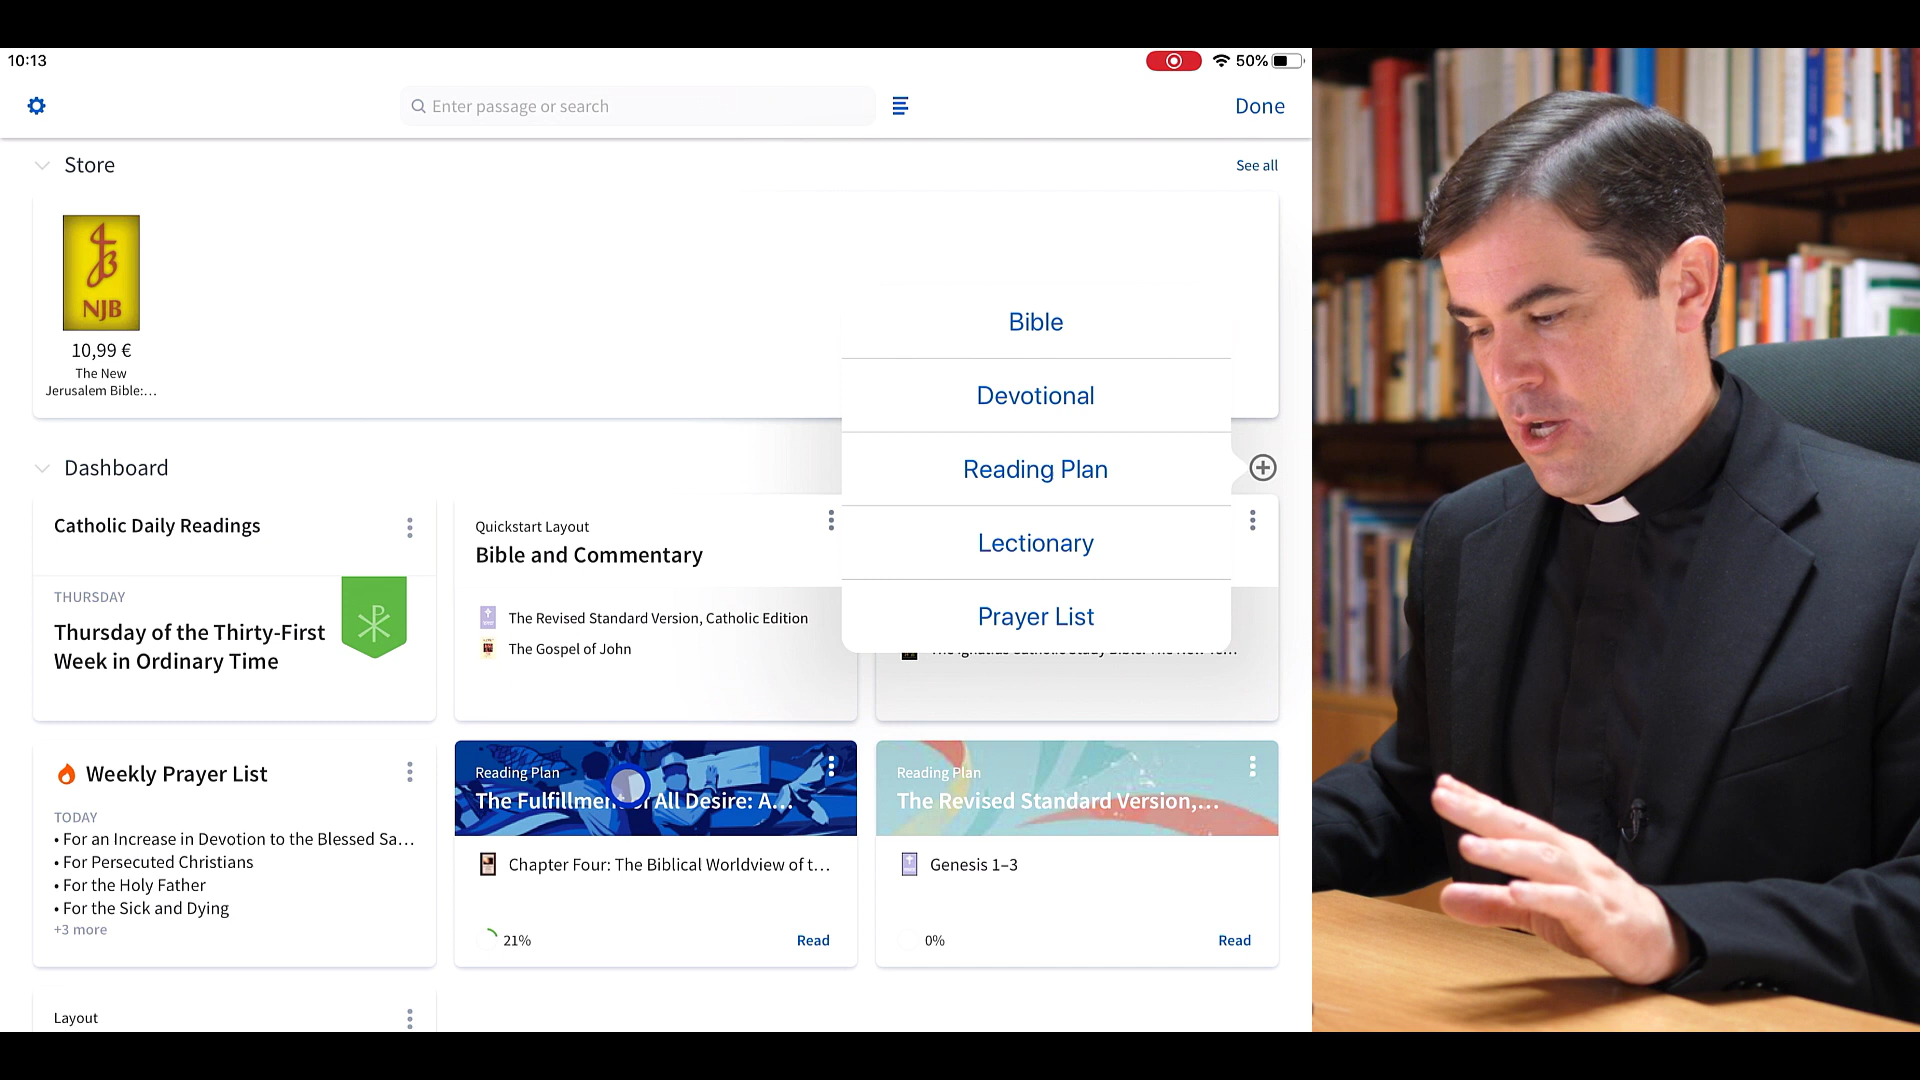 10:13
50%
Enter passage or search
Done
Store
See all
NJB
10,99 €
The New
Jerusalem Bible:...
Bible
Devotional
Reading Plan
Lectionary
Prayer List
Dashboard
Catholic Daily Readings
THURSDAY
Thursday of the Thirty-First
Week in Ordinary Time
Quickstart Layout
Bible and Commentary
The Revised Standard Version, Catholic Edition
The Gospel of John
Weekly Prayer List
TODAY
• For an Increase in Devotion to the Blessed Sa...
• For Persecuted Christians
• For the Holy Father
• For the Sick and Dying
+3 more
Reading Plan
The Fulfillment of All Desire: A...
Chapter Four: The Biblical Worldview of t...
21%
Read
Reading Plan
The Revised Standard Version,...
Genesis 1–3
0%
Read
Layout